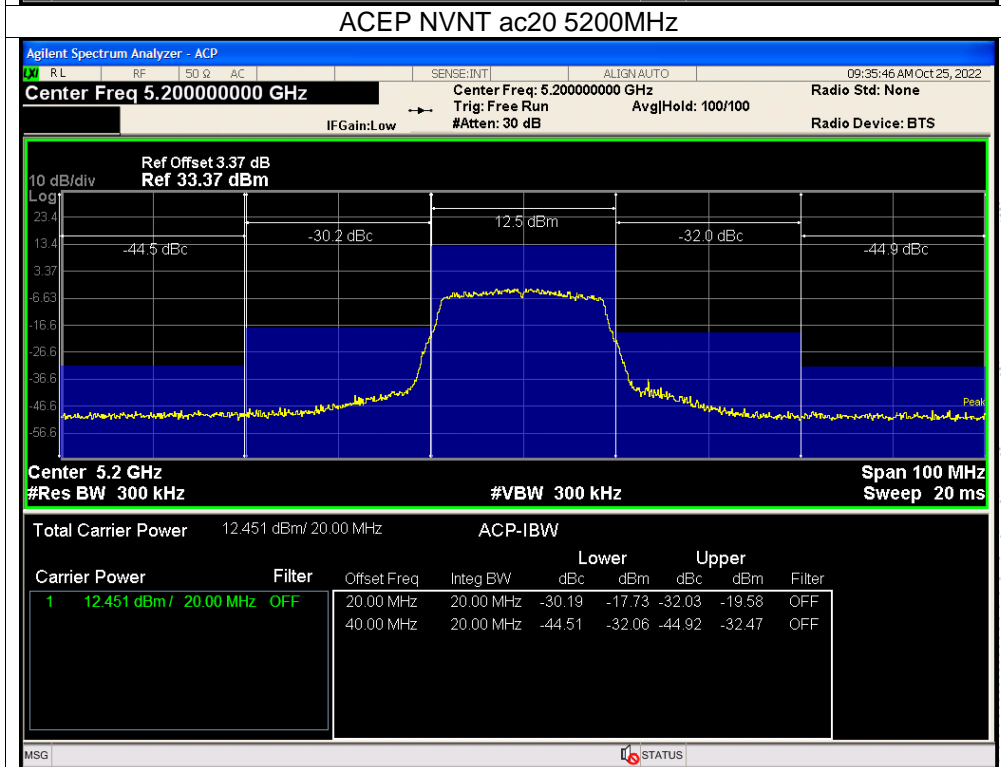 ACEP NVNT ac20 5200MHz
Agilent Spectrum Analyzer - ACP
LXI RL RF 50 Ω AC SENSE:INT ALIGN AUTO 09:35:46 AM Oct 25, 2022
Center Freq 5.200000000 GHz Center Freq: 5.200000000 GHz Radio Std: None
Trig: Free Run Avg|Hold: 100/100
IFGain:Low #Atten: 30 dB Radio Device: BTS
Ref Offset 3.37 dB
10 dB/div Ref 33.37 dBm
Log
23.4
13.4
3.37
-6.63
-16.6
-26.6
-36.6
-46.6
-56.6
-44.5 dBc -30.2 dBc 12.5 dBm -32.0 dBc -44.9 dBc
Peak
Center 5.2 GHz Span 100 MHz
#Res BW 300 kHz #VBW 300 kHz Sweep 20 ms
Total Carrier Power 12.451 dBm/ 20.00 MHz ACP-IBW
Lower Upper
Carrier Power Filter Offset Freq Integ BW dBc dBm dBc dBm Filter
1 12.451 dBm / 20.00 MHz OFF 20.00 MHz 20.00 MHz -30.19 -17.73 -32.03 -19.58 OFF
40.00 MHz 20.00 MHz -44.51 -32.06 -44.92 -32.47 OFF
MSG STATUS